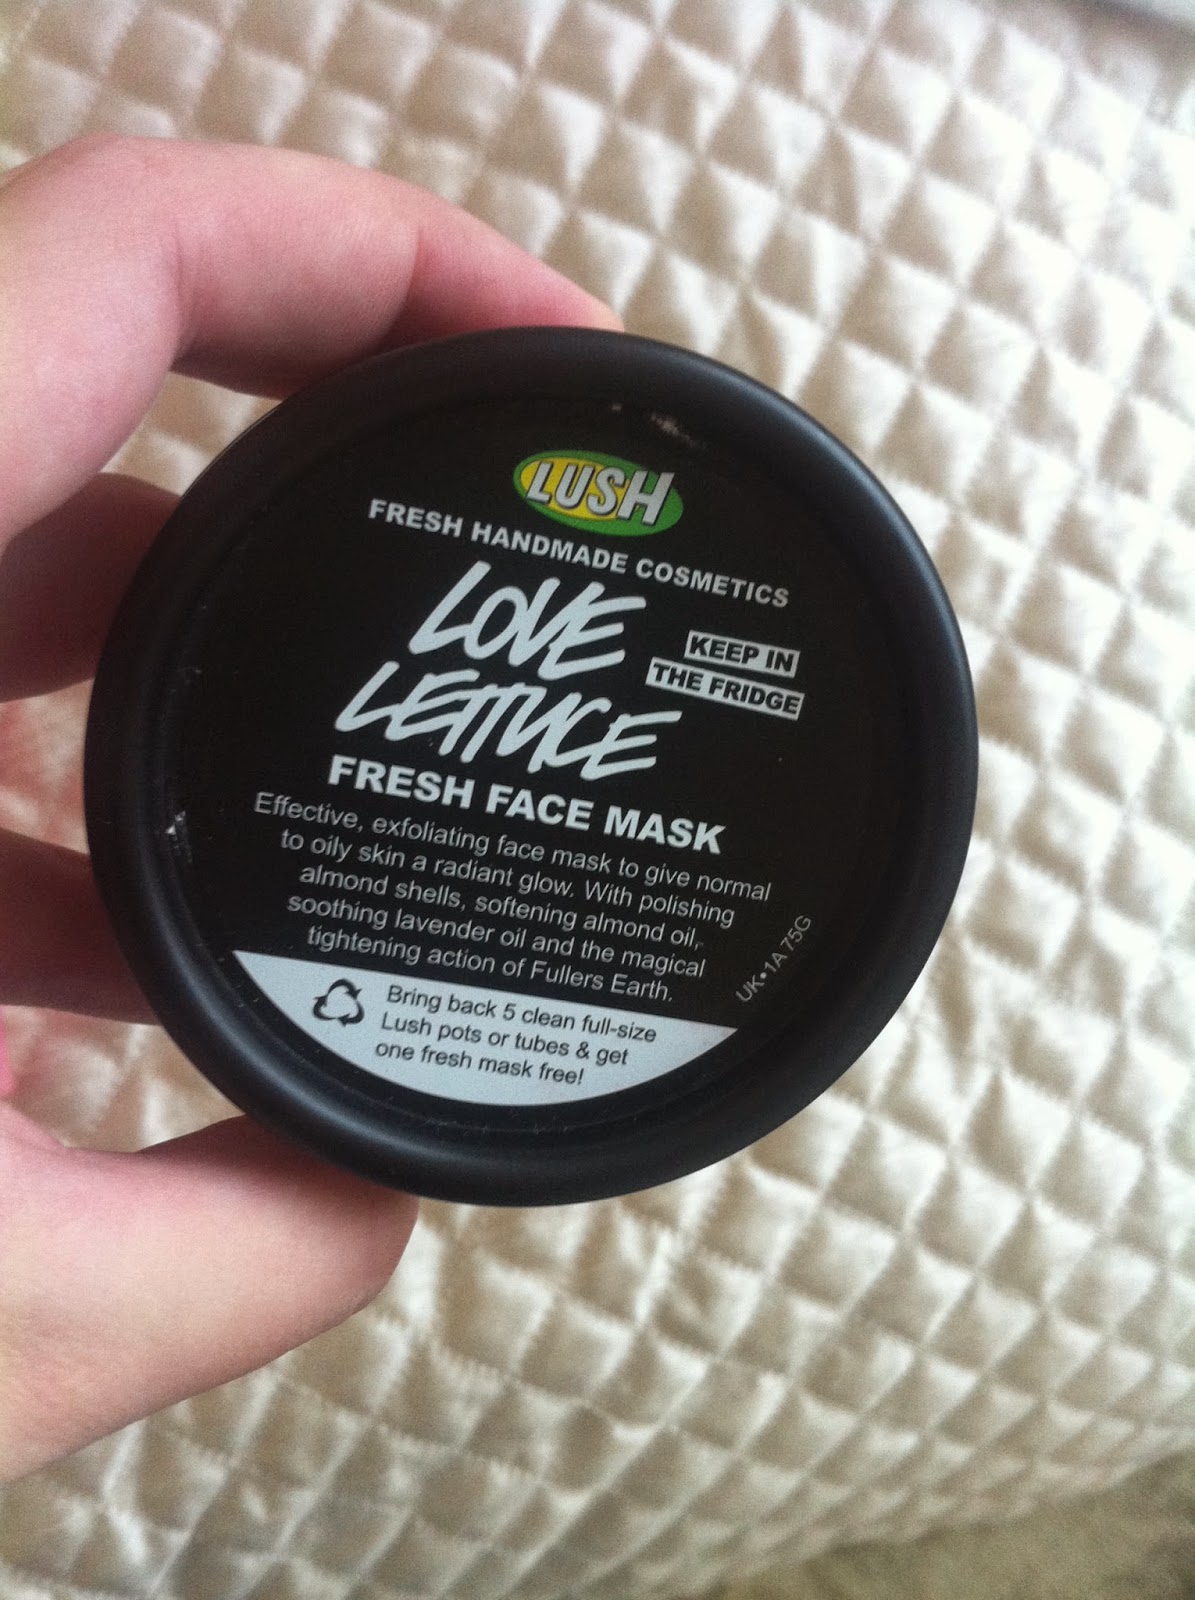 LUSH
FRESH HANDMADE COSMETICS
LOVE
LETTUCE
KEEP IN
THE FRIDGE
FRESH FACE MASK
Effective, exfoliating face mask to give normal
to oily skin a radiant glow. With polishing
almond shells, softening almond oil,
soothing lavender oil and the magical
tightening action of Fullers Earth.
UK•1A 75G
Bring back 5 clean full-size
Lush pots or tubes & get
one fresh mask free!